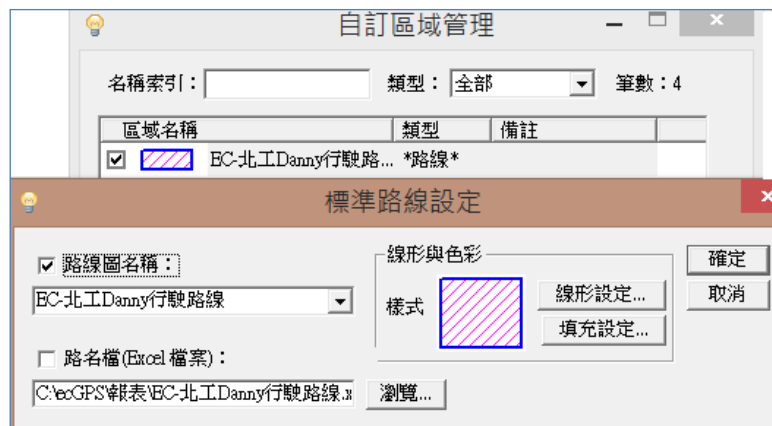 自訂區域管理
名稱索引： 類型： 全部 筆數：4
區域名稱 類型 備註
EC-北工Danny行駛路... *路線*
標準路線設定
路線圖名稱： 線形與色彩 確定
EC-北工Danny行駛路線 樣式 線形設定... 取消
填充設定...
路名檔(Excel 檔案)：
C:\ecGPS\報表\EC-北工Danny行駛路線.x 瀏覽...